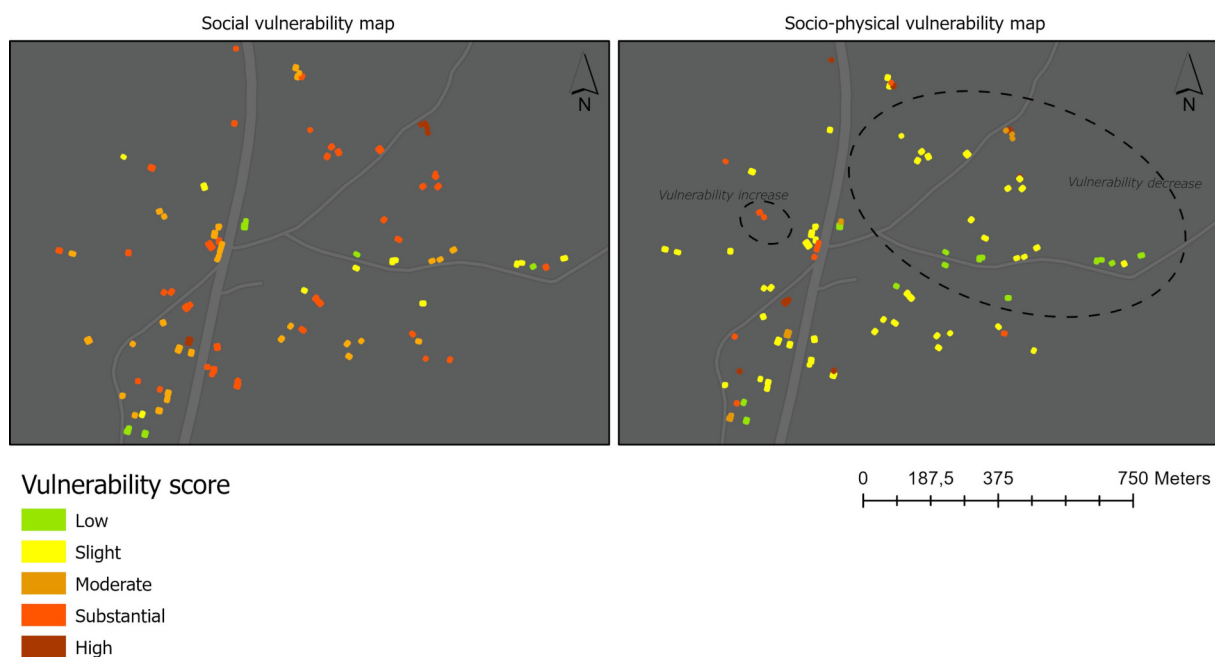 Social vulnerability map
Socio-physical vulnerability map
N
N
Vulnerability increase
Vulnerability decrease
Vulnerability score
Low
Slight
Moderate
Substantial
High
0 187,5 375 750 Meters